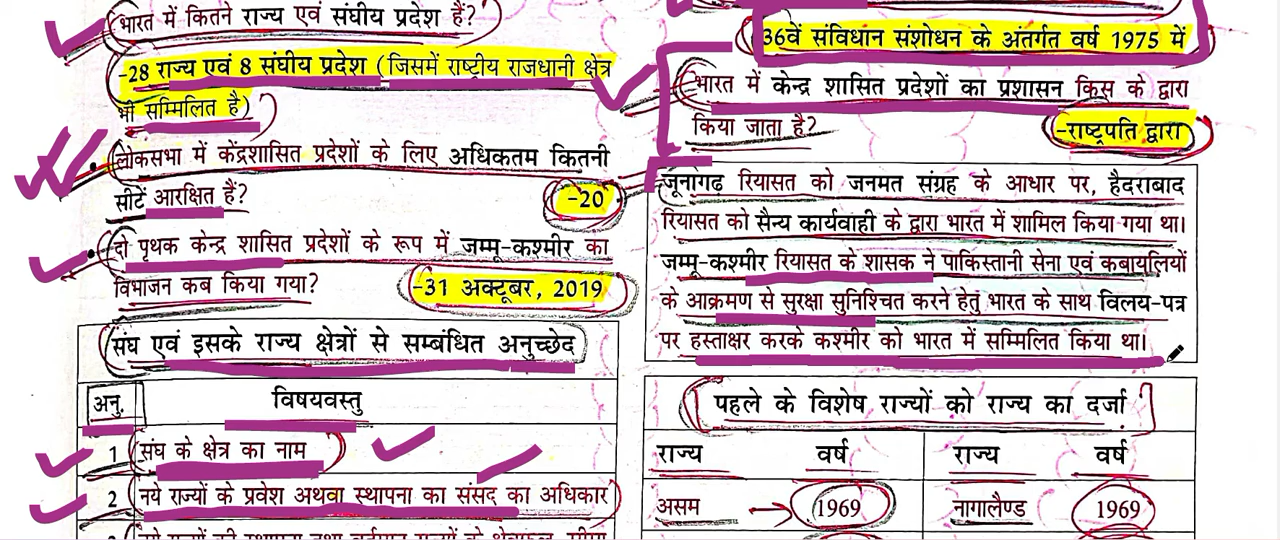 भारत में कितने राज्य एवं संघीय प्रदेश हैं?
-28 राज्य एवं 8 संघीय प्रदेश (जिसमें राष्ट्रीय राजधानी क्षेत्र
भी सम्मिलित है)
लोकसभा में केंद्रशासित प्रदेशों के लिए अधिकतम कितनी
सीटें आरक्षित हैं? -20
दो पृथक केन्द्र शासित प्रदेशों के रूप में जम्मू-कश्मीर का
विभाजन कब किया गया? -31 अक्टूबर, 2019
संघ एवं इसके राज्य क्षेत्रों से सम्बंधित अनुच्छेद
अनु. विषयवस्तु
1 संघ के क्षेत्र का नाम
2 नये राज्यों के प्रवेश अथवा स्थापना का संसद का अधिकार
36वें संविधान संशोधन के अंतर्गत वर्ष 1975 में
भारत में केन्द्र शासित प्रदेशों का प्रशासन किस के द्वारा
किया जाता है? -राष्ट्रपति द्वारा
जूनागढ़ रियासत को जनमत संग्रह के आधार पर, हैदराबाद
रियासत को सैन्य कार्यवाही के द्वारा भारत में शामिल किया गया था।
जम्मू-कश्मीर रियासत के शासक ने पाकिस्तानी सेना एवं कबायलियों
के आक्रमण से सुरक्षा सुनिश्चित करने हेतु भारत के साथ विलय-पत्र
पर हस्ताक्षर करके कश्मीर को भारत में सम्मिलित किया था।
पहले के विशेष राज्यों को राज्य का दर्जा
राज्य वर्ष राज्य वर्ष
असम 1969 नागालैण्ड 1969